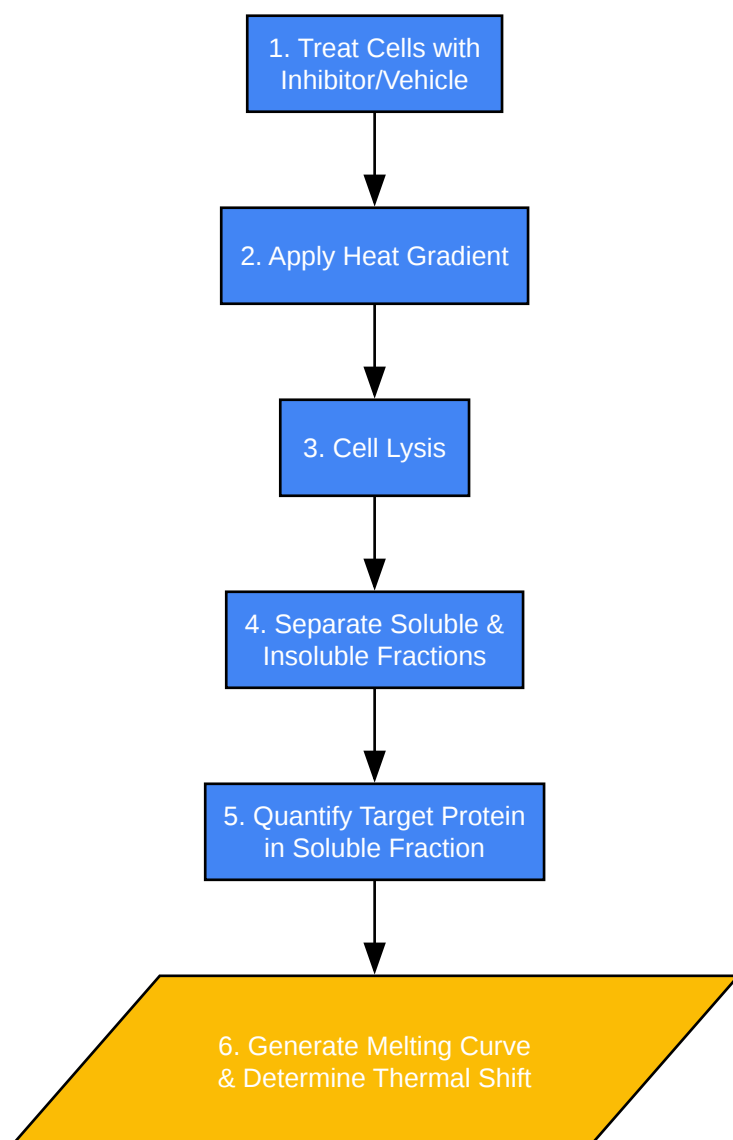 1. Treat Cells with
Inhibitor/Vehicle
2. Apply Heat Gradient
3. Cell Lysis
4. Separate Soluble &
Insoluble Fractions
5. Quantify Target Protein
in Soluble Fraction
6. Generate Melting Curve
& Determine Thermal Shift